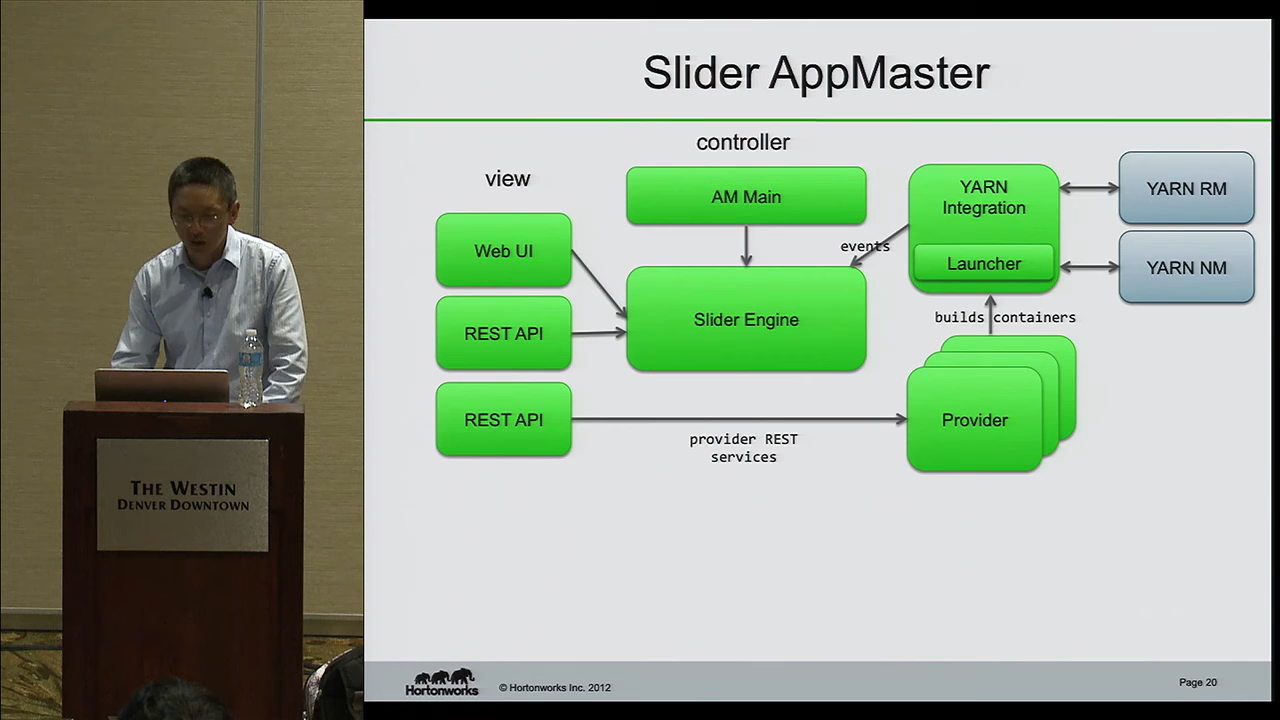 Slider AppMaster
controller
view
AM Main
YARN
Integration
YARN RM
Web UI
events
Launcher
YARN NM
REST API
Slider Engine
builds containers
REST API
provider REST
services
Provider
THE WESTIN
DENVER DOWNTOWN
Hortonworks
© Hortonworks Inc. 2012
Page 20